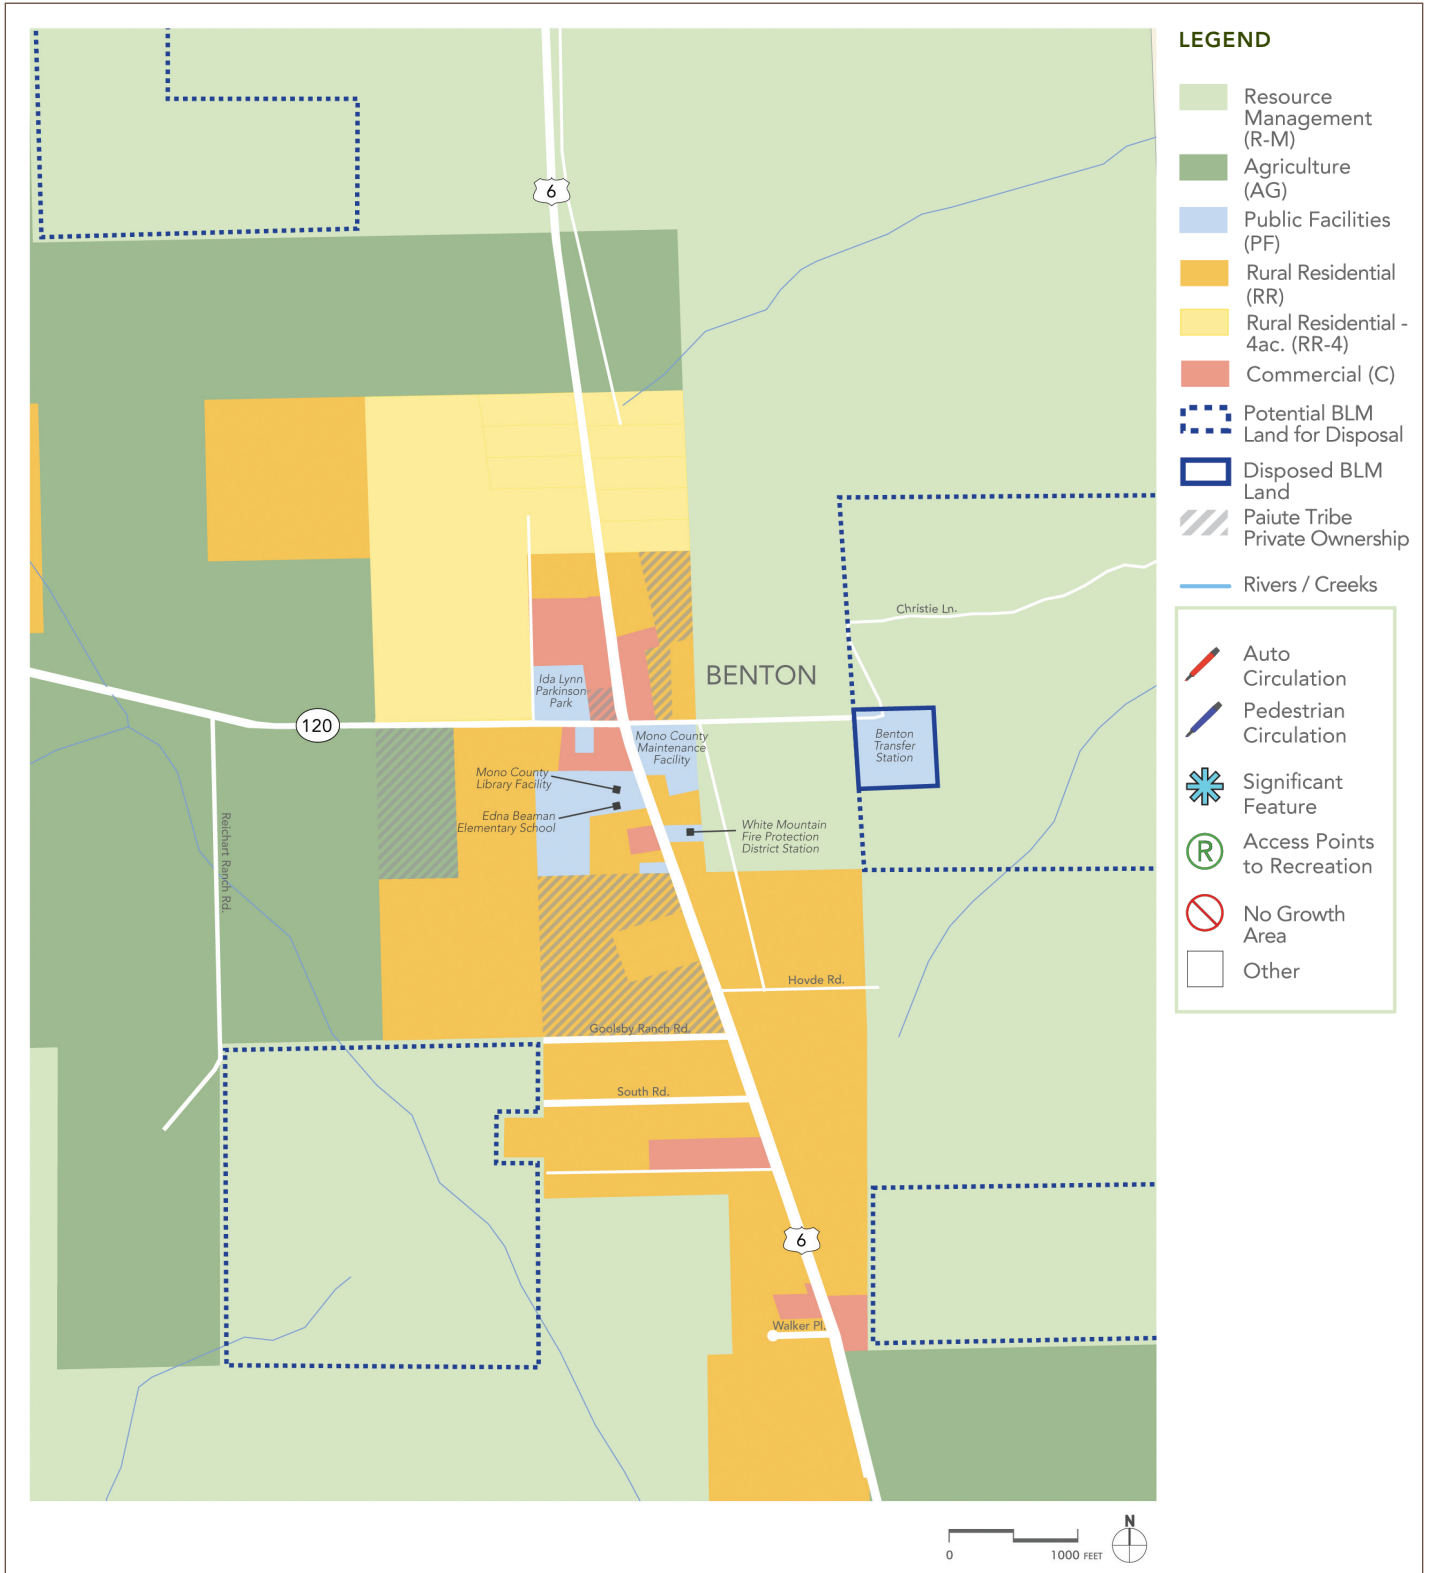 LEGEND
Resource
Management
(R-M)
Agriculture
(AG)
Public Facilities
(PF)
Rural Residential
(RR)
Rural Residential -
4ac. (RR-4)
Commercial (C)
Potential BLM
Land for Disposal
Disposed BLM
Land
Paiute Tribe
Private Ownership
Rivers / Creeks
Auto
Circulation
Pedestrian
Circulation
Significant
Feature
R
Access Points
to Recreation
No Growth
Area
Other
6
Christie Ln.
BENTON
Ida Lynn
Parkinson
Park
120
Mono County
Maintenance
Facility
Benton
Transfer
Station
Mono County
Library Facility
Edna Beaman
Elementary School
White Mountain
Fire Protection
District Station
Reichart Ranch Rd.
Hovde Rd.
Goolsby Ranch Rd.
South Rd.
6
Walker Pl.
0
1000 FEET
N